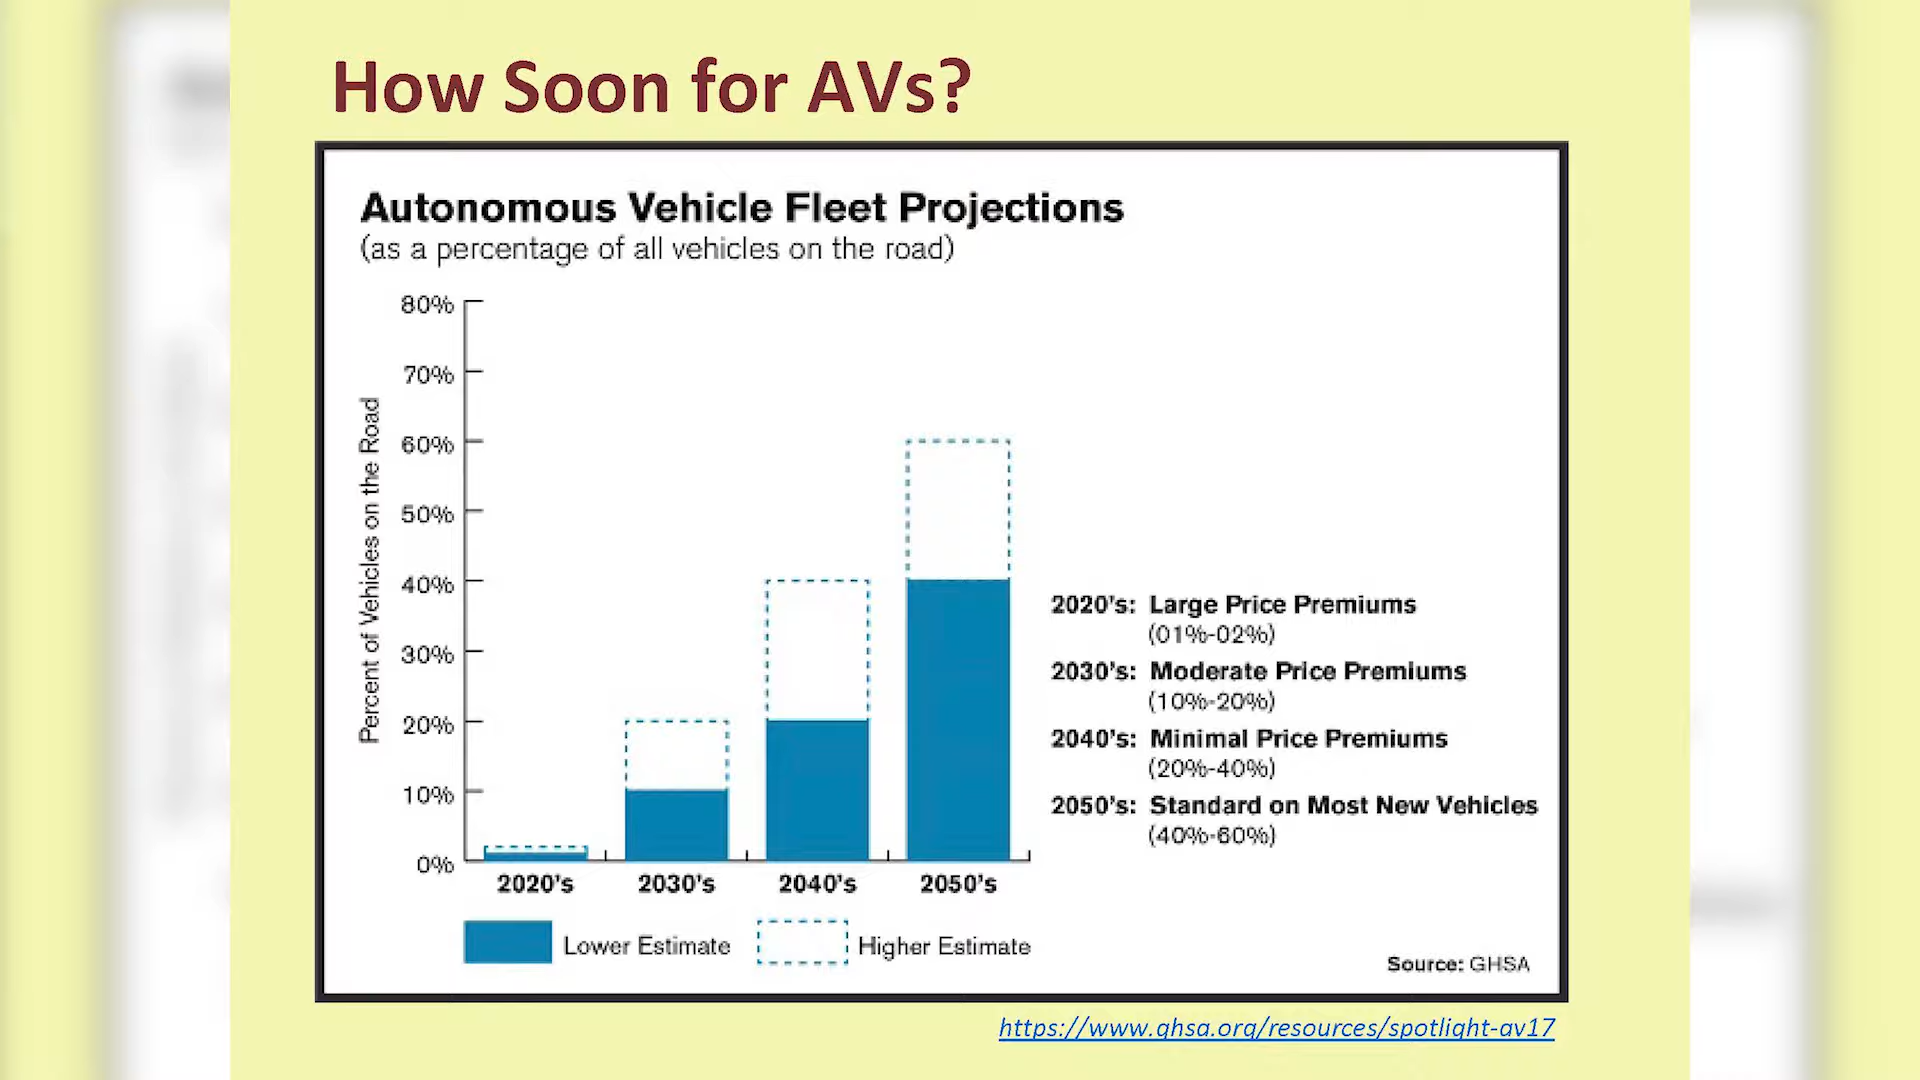 How Soon for AVs?
Autonomous Vehicle Fleet Projections
(as a percentage of all vehicles on the road)
Percent of Vehicles on the Road
80%
70%
60%
50%
40%
30%
20%
10%
0%
2020's
2030's
2040's
2050's
Lower Estimate
Higher Estimate
2020's: Large Price Premiums
(01%-02%)
2030's: Moderate Price Premiums
(10%-20%)
2040's: Minimal Price Premiums
(20%-40%)
2050's: Standard on Most New Vehicles
(40%-60%)
Source: GHSA
https://www.ghsa.org/resources/spotlight-av17